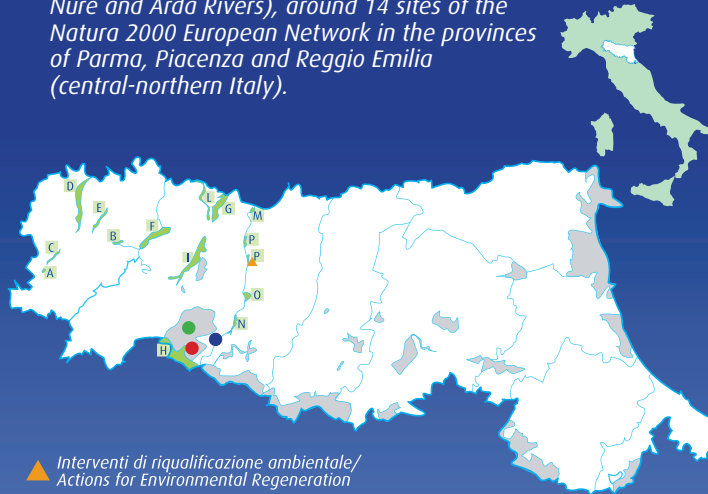 Nure and Arda Rivers), around 14 sites of the
Natura 2000 European Network in the provinces
of Parma, Piacenza and Reggio Emilia
(central-northern Italy).
D
E
B
C
A
F
L
G
M
I
P
P
O
N
H
Interventi di riqualificazione ambientale/
Actions for Environmental Regeneration